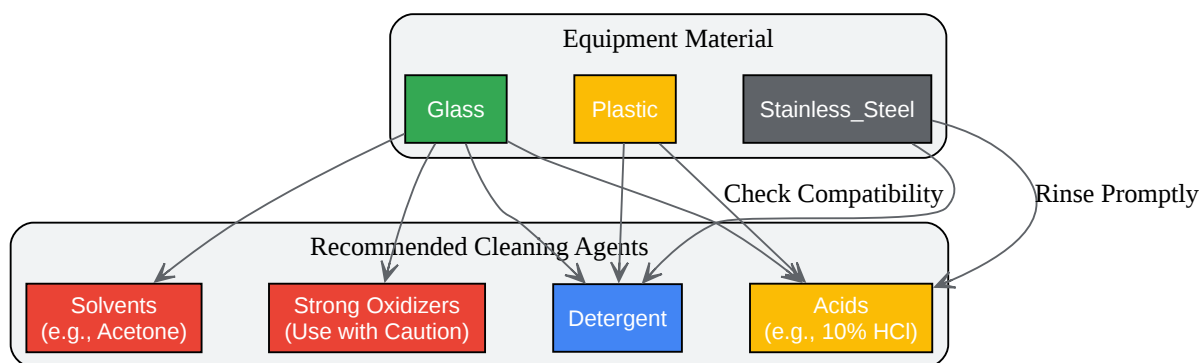 Equipment Material
Glass
Plastic
Stainless_Steel
Check Compatibility
Rinse Promptly
Recommended Cleaning Agents
Solvents
(e.g., Acetone)
Strong Oxidizers
(Use with Caution)
Detergent
Acids
(e.g., 10% HCl)